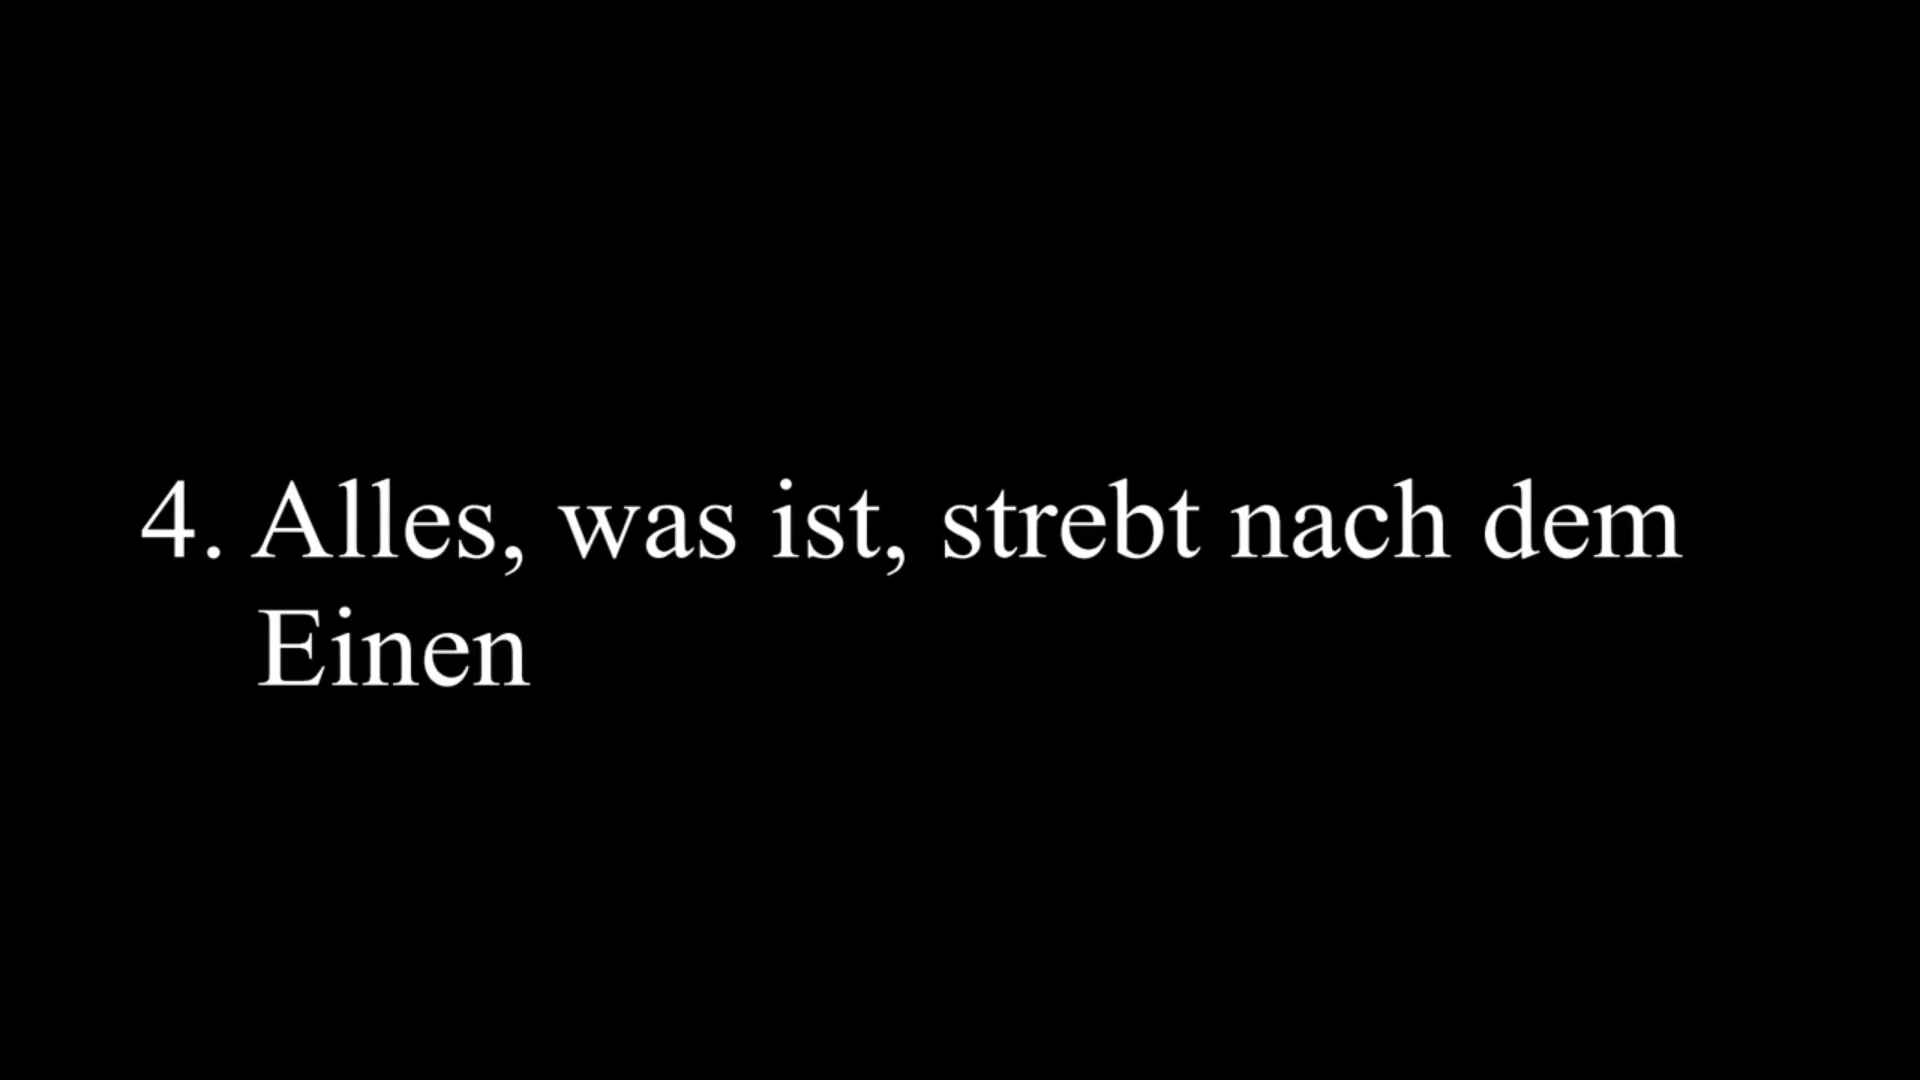 4. Alles, was ist, strebt nach dem
Einen